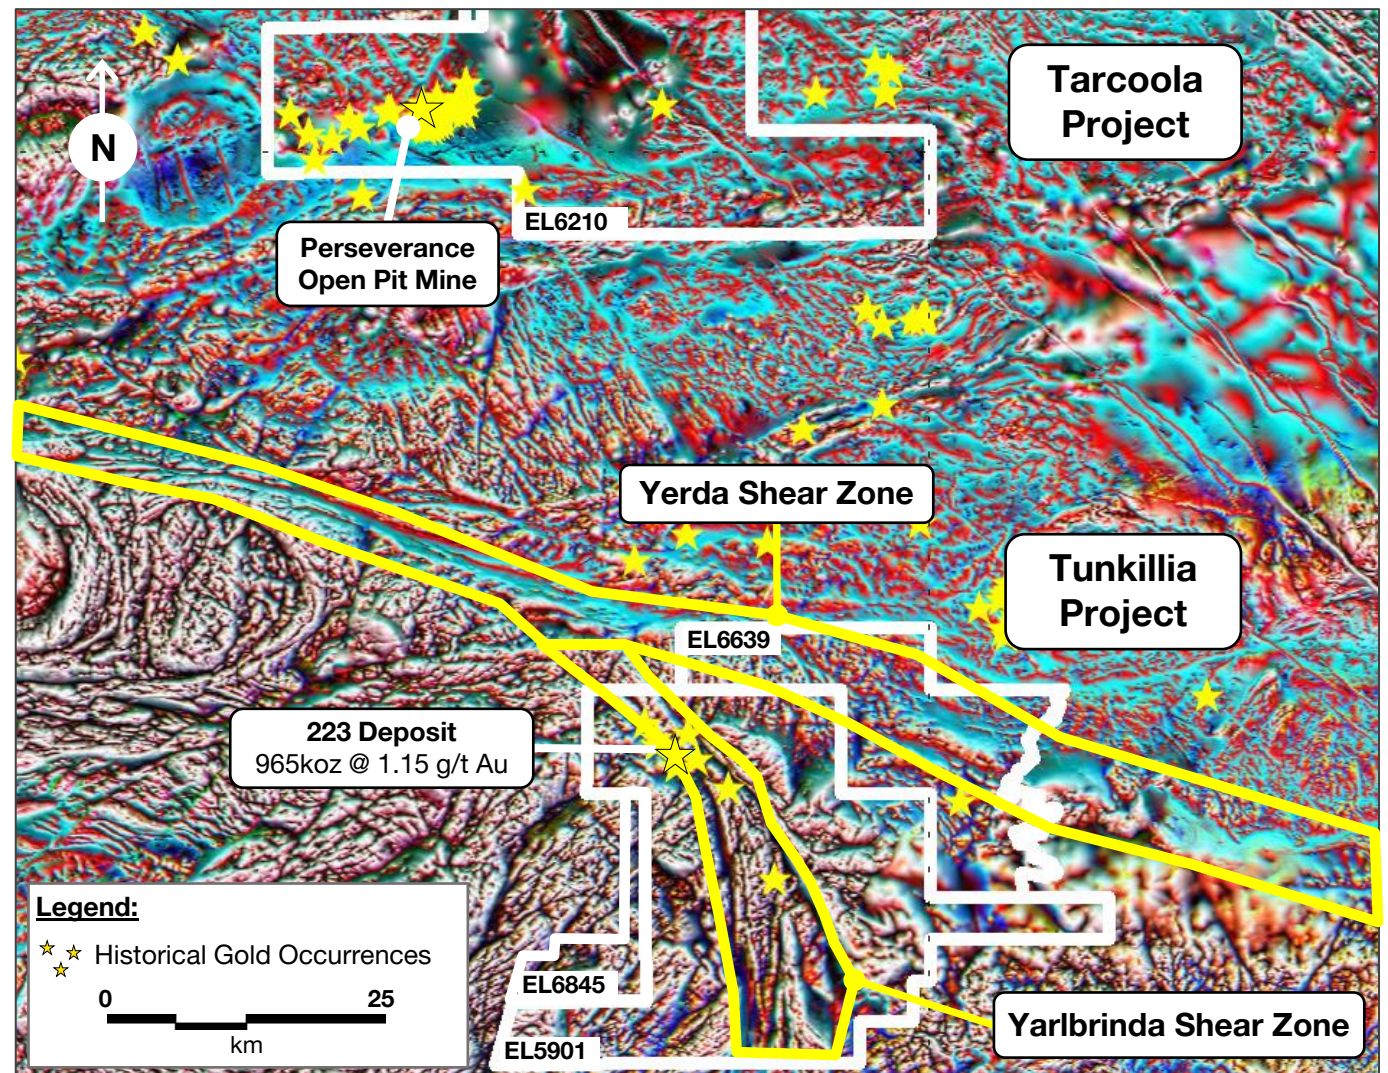 Tarcoola
Project
N
EL6210
Perseverance
Open Pit Mine
Yerda Shear Zone
Tunkillia
Project
EL6639
223 Deposit
965koz @ 1.15 g/t Au
Legend:
Historical Gold Occurrences
0 25
km
EL6845
EL5901
Yarlbrinda Shear Zone